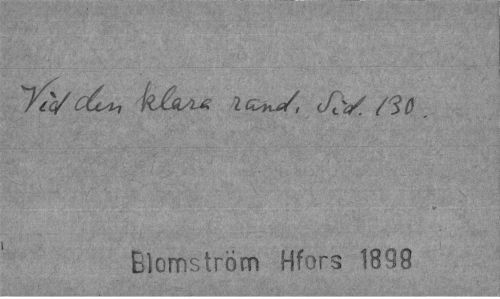 Vid den klara rand. Sid. 130.
Blomström Hfors 1898